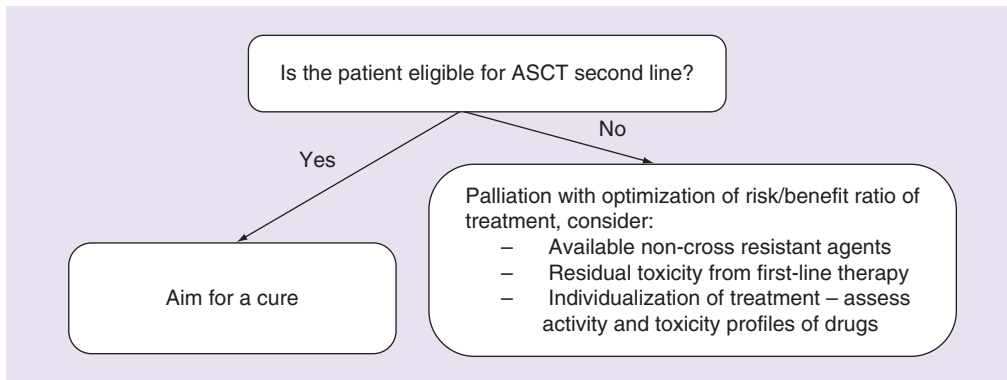 Is the patient eligible for ASCT second line?
Yes
No
Aim for a cure
Palliation with optimization of risk/benefit ratio of
treatment, consider:
– Available non-cross resistant agents
– Residual toxicity from first-line therapy
– Individualization of treatment – assess
activity and toxicity profiles of drugs